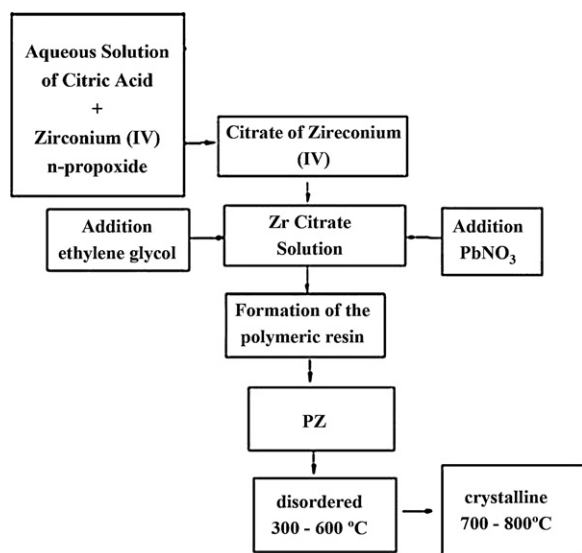 Aqueous Solution
of Citric Acid
+
Zirconium (IV)
n-propoxide
Citrate of Zireconium
(IV)
Addition
ethylene glycol
Zr Citrate
Solution
Addition
PbNO₃
Formation of the
polymeric resin
PZ
disordered
300 - 600 ºC
crystalline
700 - 800ºC